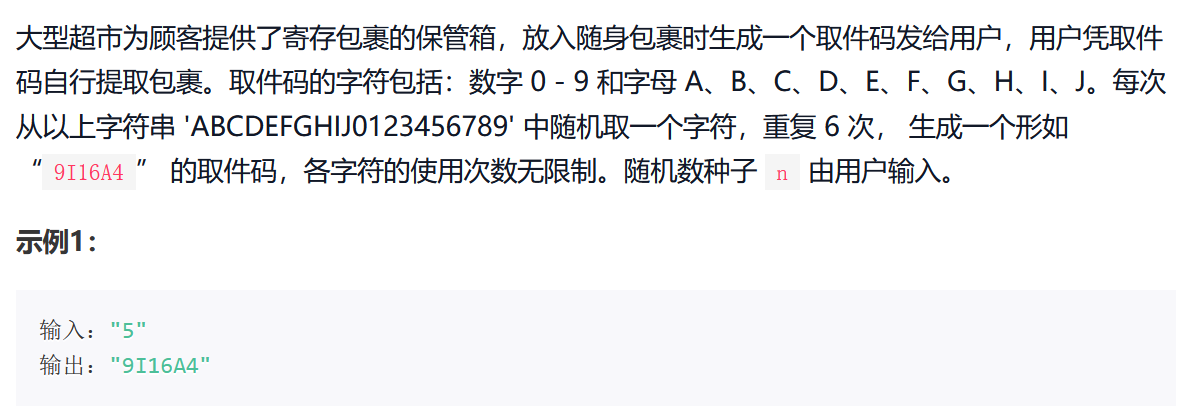 大型超市为顾客提供了寄存包裹的保管箱，放入随身包裹时生成一个取件码发给用户，用户凭取件
码自行提取包裹。取件码的字符包括：数字 0 - 9 和字母 A、B、C、D、E、F、G、H、I、J。每次
从以上字符串 'ABCDEFGHIJ0123456789' 中随机取一个字符，重复 6 次， 生成一个形如
“ 9I16A4 ” 的取件码，各字符的使用次数无限制。随机数种子 n 由用户输入。
示例1：
输入："5"
输出："9I16A4"